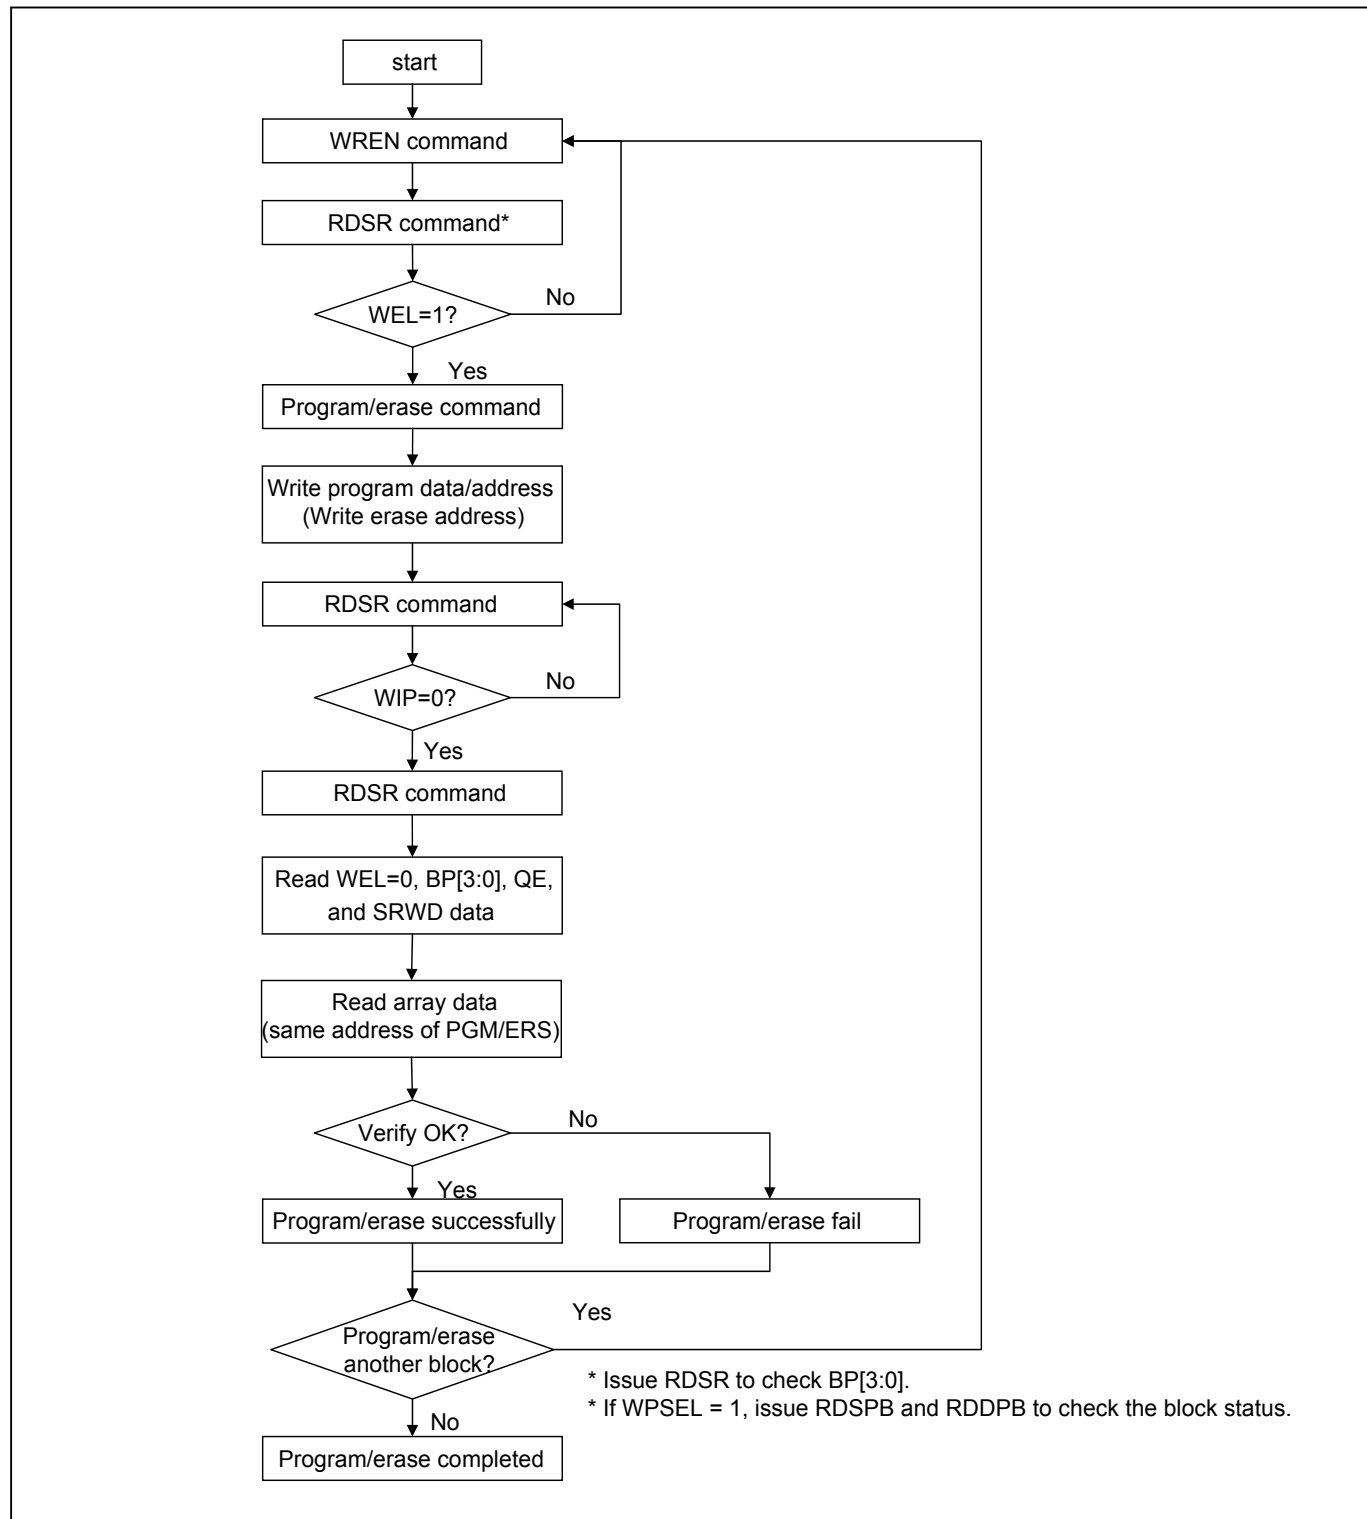 start
WREN command
RDSR command*
WEL=1?
No
Yes
Program/erase command
Write program data/address
(Write erase address)
RDSR command
WIP=0?
No
Yes
RDSR command
Read WEL=0, BP[3:0], QE,
and SRWD data
Read array data
(same address of PGM/ERS)
Verify OK?
No
Yes
Program/erase successfully
Program/erase fail
Program/erase
another block?
Yes
* Issue RDSR to check BP[3:0].
* If WPSEL = 1, issue RDSPB and RDDPB to check the block status.
No
Program/erase completed